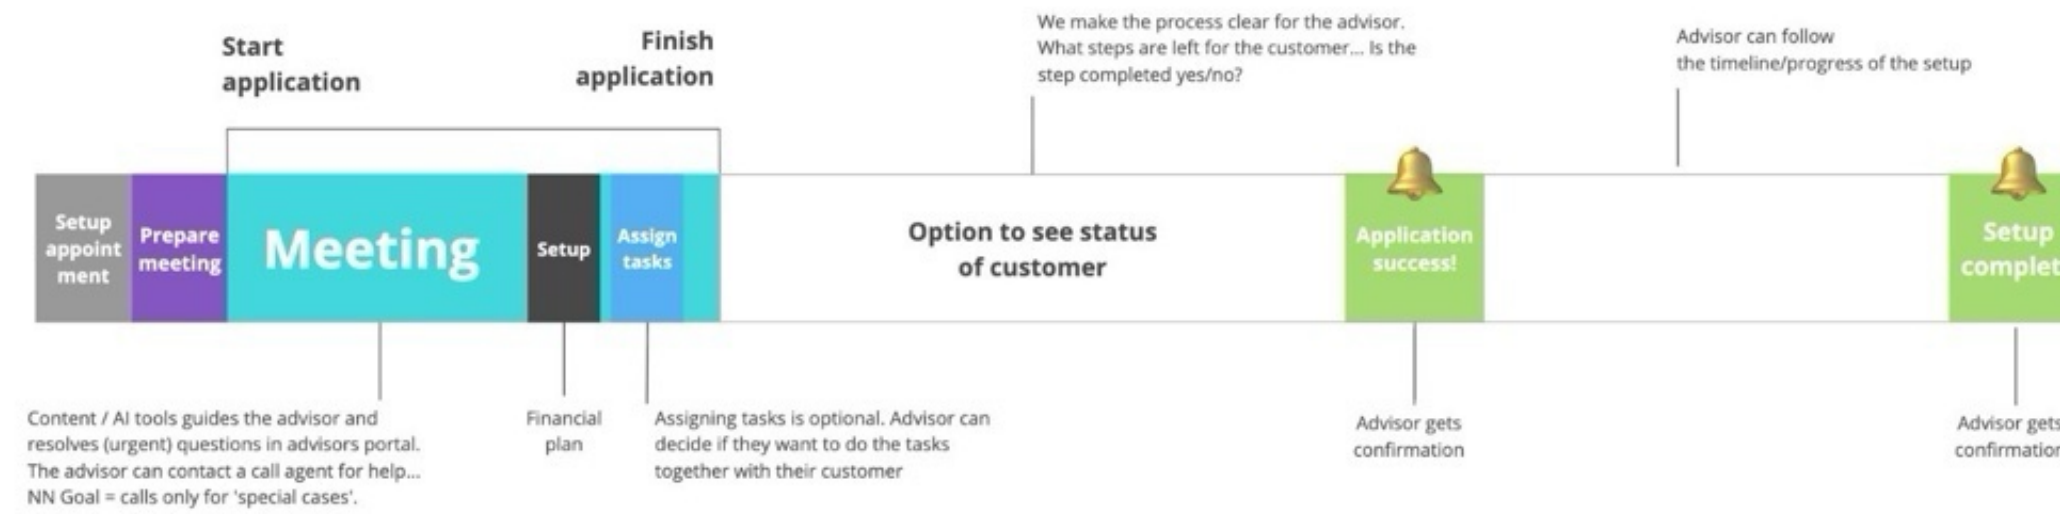 Start
application
Finish
application
We make the process clear for the advisor.
What steps are left for the customer... Is the
step completed yes/no?
Advisor can follow
the timeline/progress of the setup
Setup
appoint
ment
Prepare
meeting
Meeting
Setup
Assign
tasks
Option to see status
of customer
Application
success!
Setup
complet
Content / AI tools guides the advisor and
resolves (urgent) questions in advisors portal.
The advisor can contact a call agent for help...
NN Goal = calls only for 'special cases'.
Financial
plan
Assigning tasks is optional. Advisor can
decide if they want to do the tasks
together with their customer
Advisor gets
confirmation
Advisor gets
confirmation